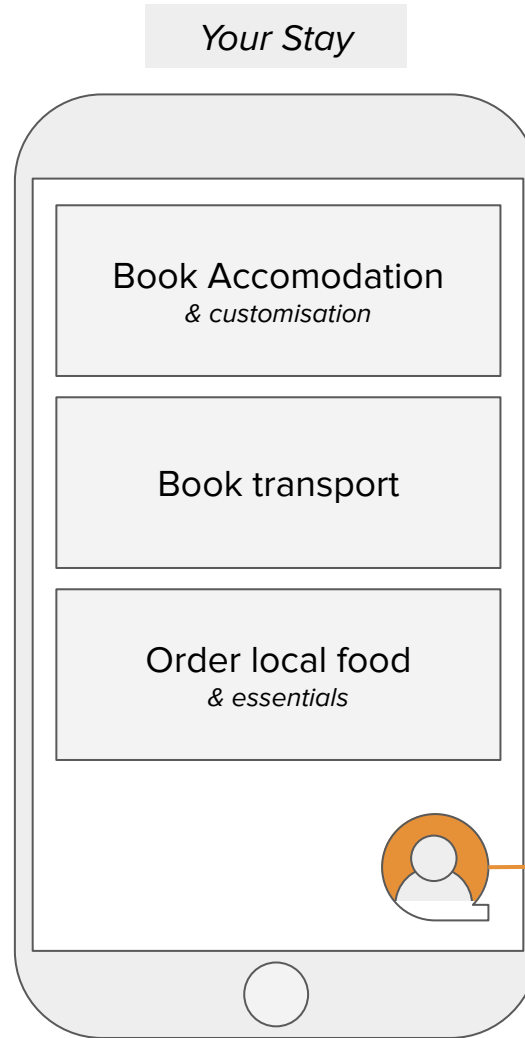 Your Stay
Book Accomodation
& customisation
Book transport
Order local food
& essentials